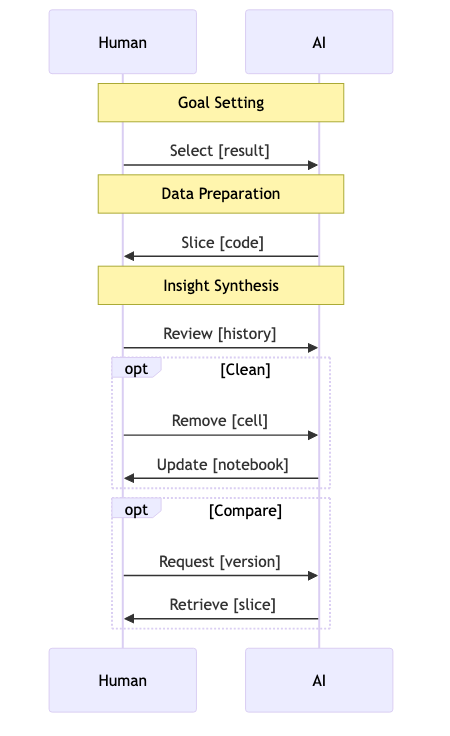 Human
AI
Goal Setting
Select [result]
Data Preparation
Slice [code]
Insight Synthesis
Review [history]
opt
[Clean]
Remove [cell]
Update [notebook]
opt
[Compare]
Request [version]
Retrieve [slice]
Human
AI